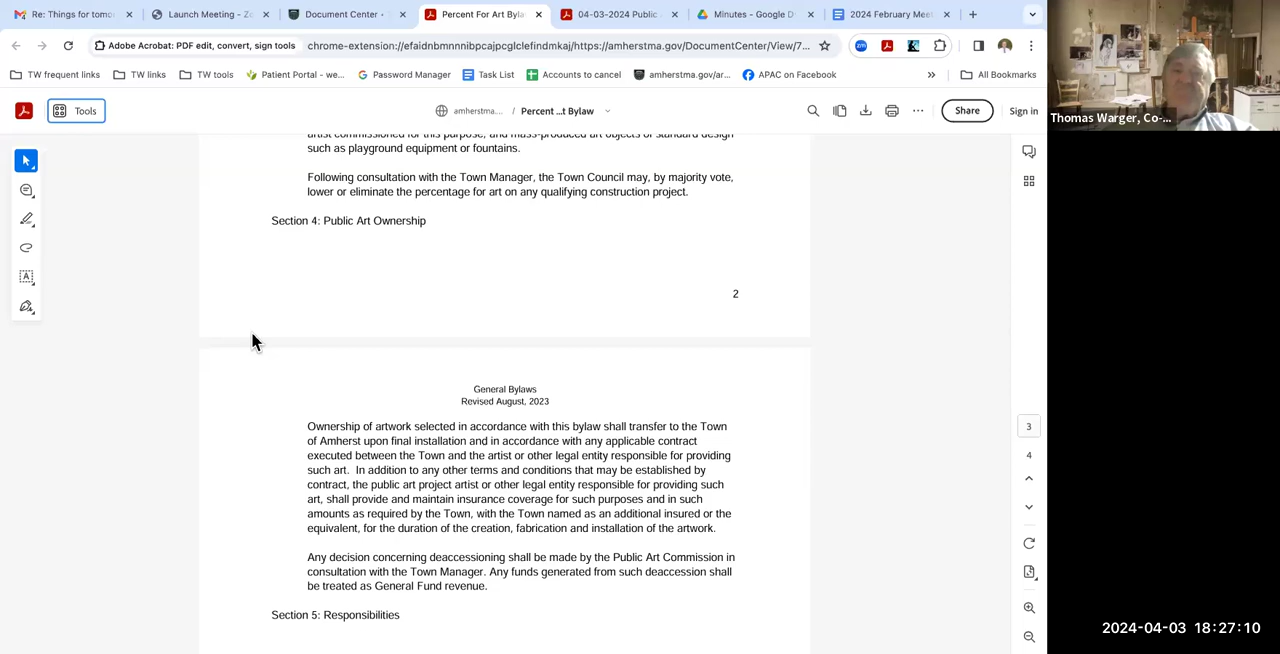 Re: Things for tomo
Launch Meeting - Z
Document Center •
Percent For Art Byla
04-03-2024 Public
Minutes - Google D
2024 February Mee
Adobe Acrobat: PDF edit, convert, sign tools
chrome-extension://efaidnbmnnnibpcajpcglclefindmkaj/https://amherstma.gov/DocumentCenter/View/7...
TW frequent links
TW links
TW tools
Patient Portal - we...
Password Manager
Task List
Accounts to cancel
amherstma.gov/ar...
APAC on Facebook
»
All Bookmarks
Tools
amherstma...
/ Percent ...t Bylaw
Share
Sign in
artist commissioned for this purpose, and mass-produced art objects of standard design
such as playground equipment or fountains.
Following consultation with the Town Manager, the Town Council may, by majority vote,
lower or eliminate the percentage for art on any qualifying construction project.
Section 4: Public Art Ownership
2
General Bylaws
Revised August, 2023
Ownership of artwork selected in accordance with this bylaw shall transfer to the Town
of Amherst upon final installation and in accordance with any applicable contract
executed between the Town and the artist or other legal entity responsible for providing
such art. In addition to any other terms and conditions that may be established by
contract, the public art project artist or other legal entity responsible for providing such
art, shall provide and maintain insurance coverage for such purposes and in such
amounts as required by the Town, with the Town named as an additional insured or the
equivalent, for the duration of the creation, fabrication and installation of the artwork.
Any decision concerning deaccessioning shall be made by the Public Art Commission in
consultation with the Town Manager. Any funds generated from such deaccession shall
be treated as General Fund revenue.
Section 5: Responsibilities
3
4
Thomas Warger, Co-...
2024-04-03 18:27:10